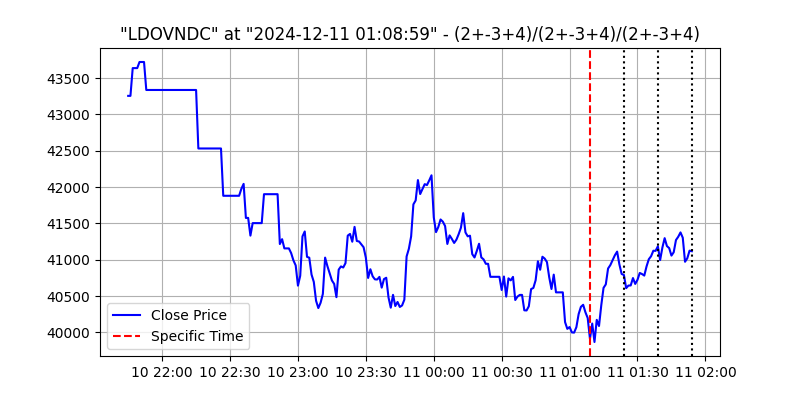 "LDOVNDC" at "2024-12-11 01:08:59" - (2+-3+4)/(2+-3+4)/(2+-3+4)
43500
43000
42500
42000
41500
41000
40500
40000
Close Price
Specific Time
10 22:00 10 22:30 10 23:00 10 23:30 11 00:00 11 00:30 11 01:00 11 01:30 11 02:00